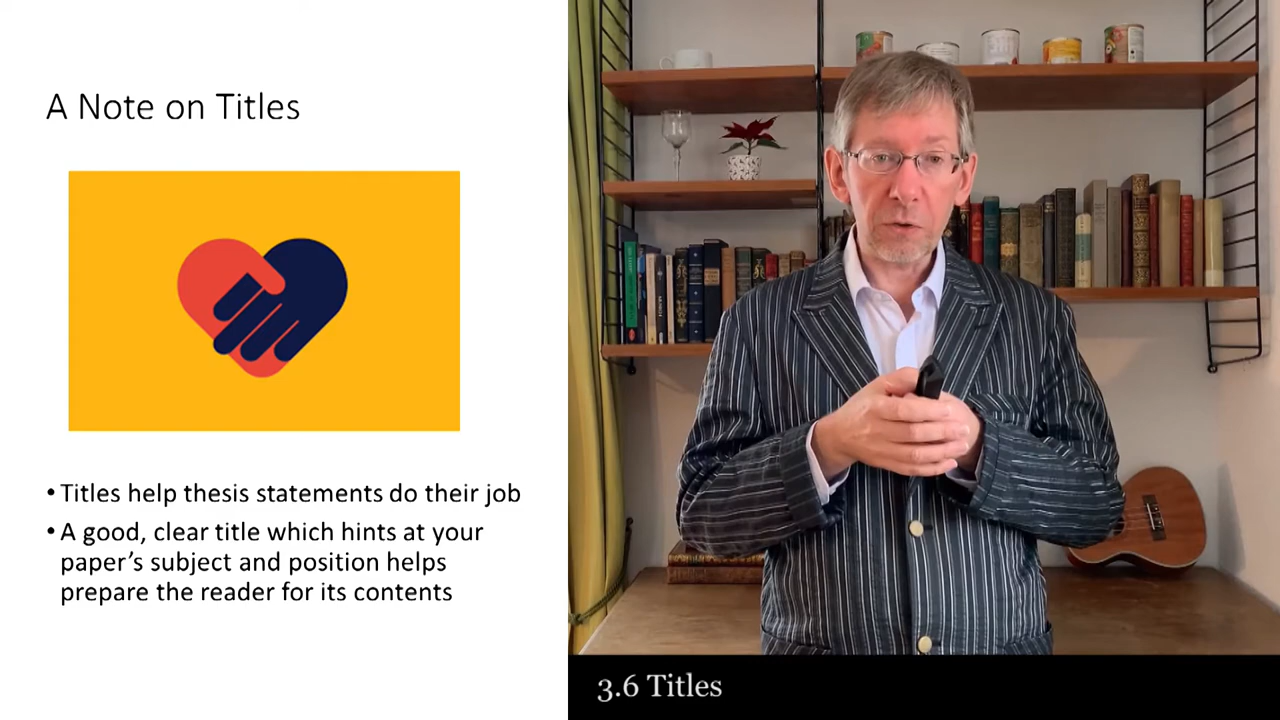 A Note on Titles
• Titles help thesis statements do their job
• A good, clear title which hints at your
paper’s subject and position helps
prepare the reader for its contents
3.6 Titles